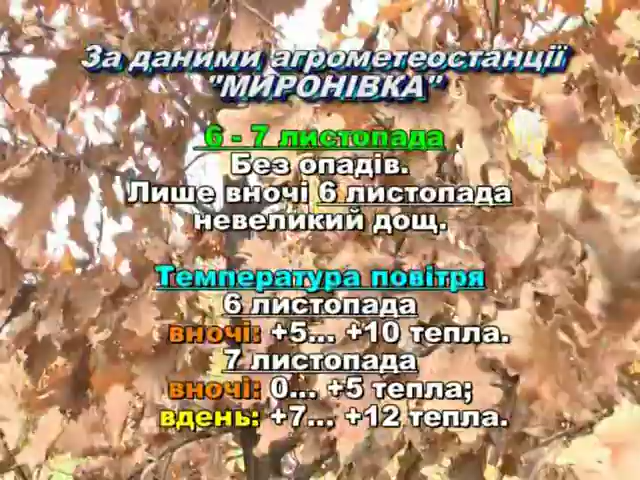 За даними агрометеостанції
"МИРОНІВКА"
6 - 7 листопада
Без опадів.
Лише вночі 6 листопада
невеликий дощ.
Температура повітря
6 листопада
вночі: +5... +10 тепла.
7 листопада
вночі: 0... +5 тепла;
вдень: +7... +12 тепла.